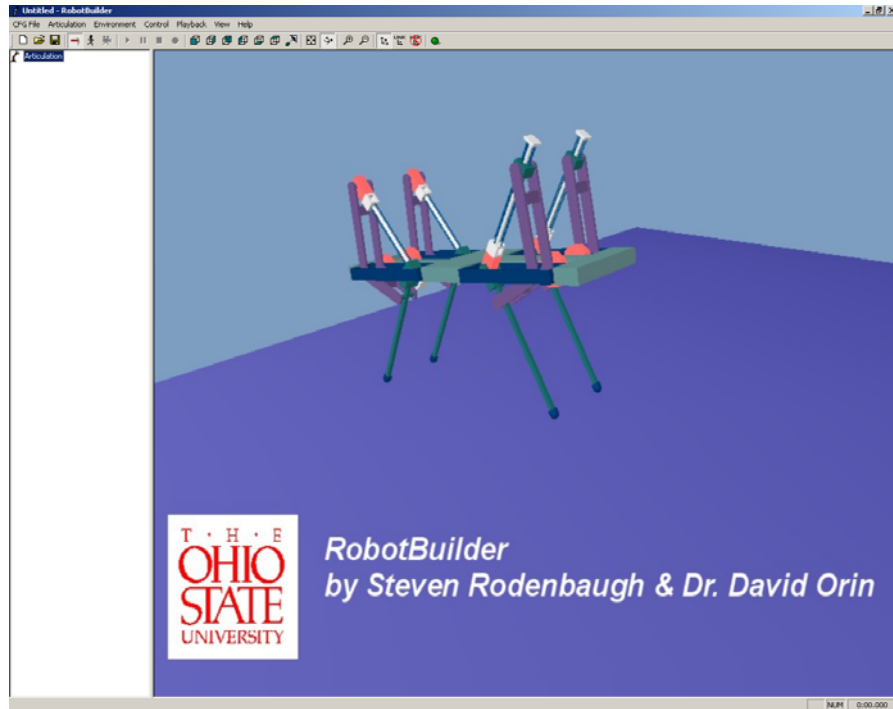 Untitled - RobotBuilder
CFG File Articulation Environment Control Playback View Help
Articulation
T · H · E
OHIO
STATE
UNIVERSITY
RobotBuilder
by Steven Rodenbaugh & Dr. David Orin
NUM 0:00.000